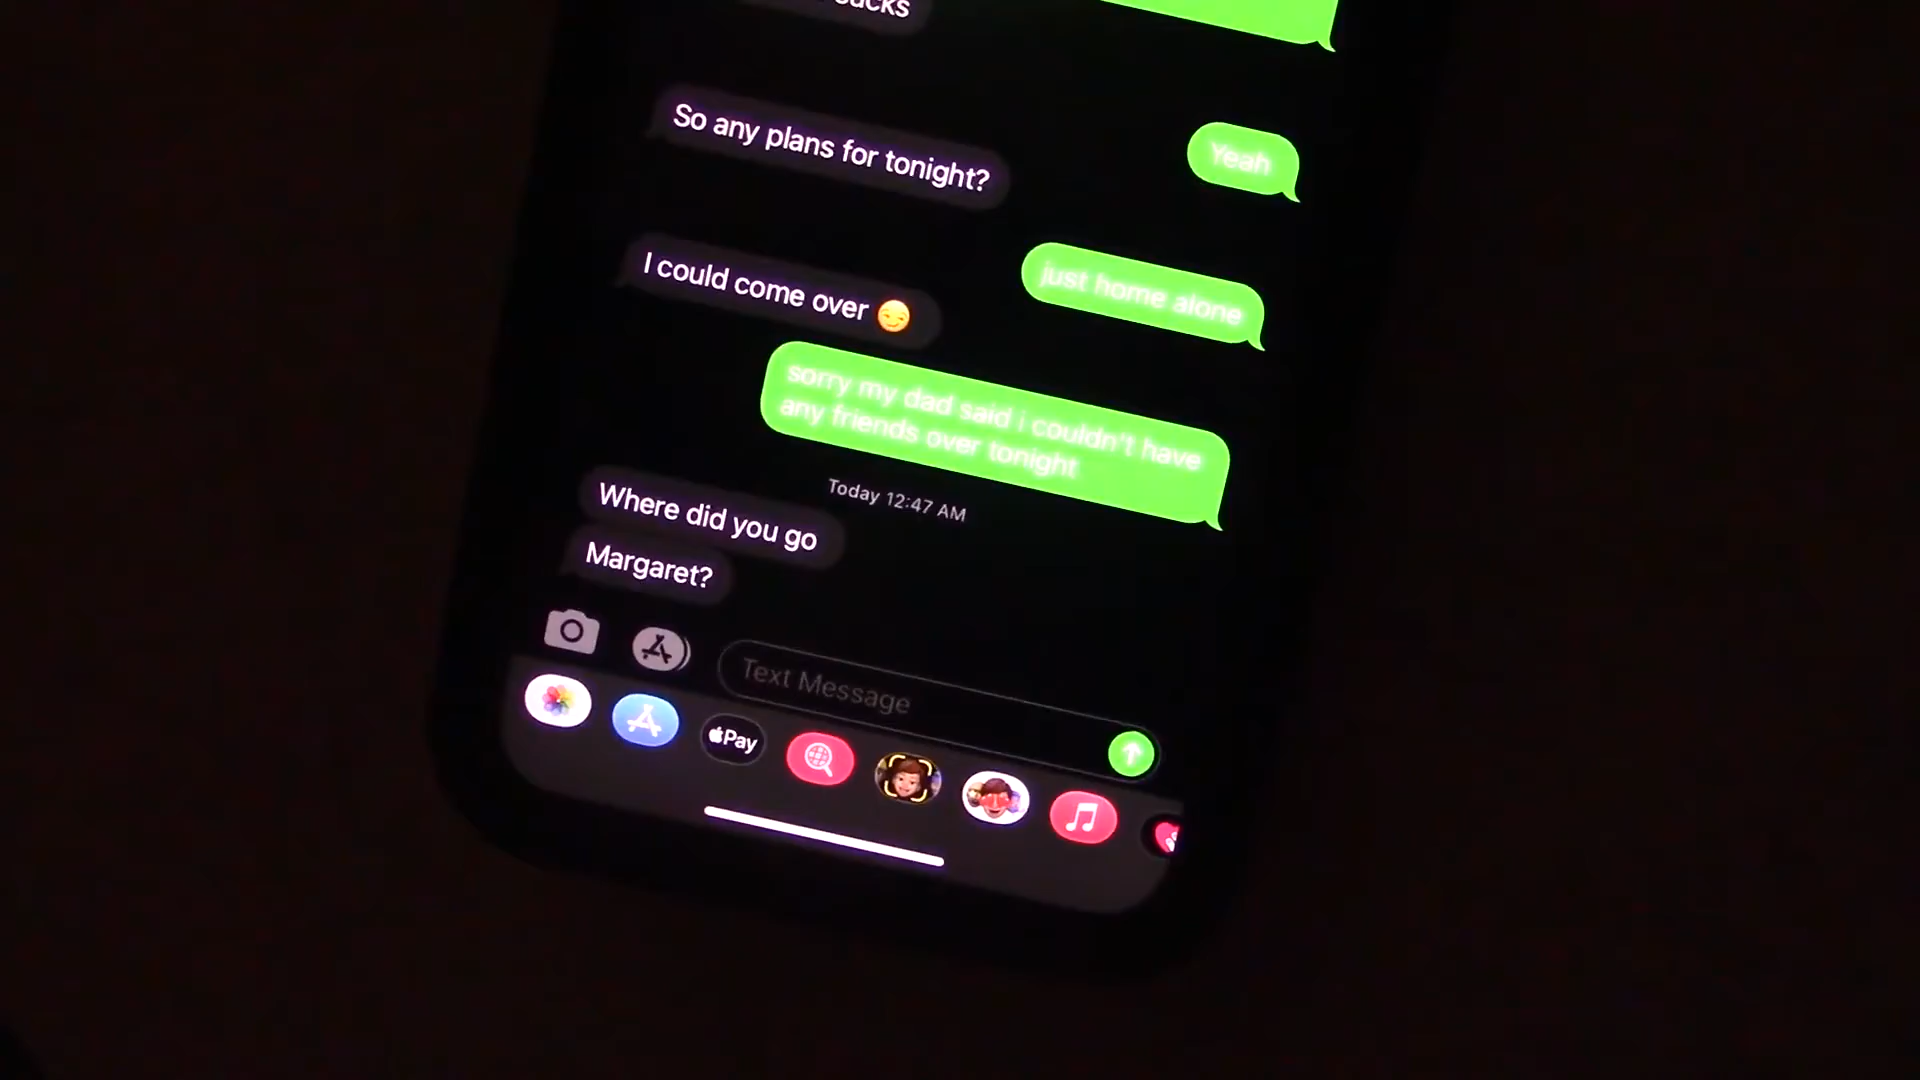 sucks
Yeah
So any plans for tonight?
just home alone
I could come over 😏
sorry my dad said i couldn't have
any friends over tonight
Today 12:47 AM
Where did you go
Margaret?
Text Message
Pay